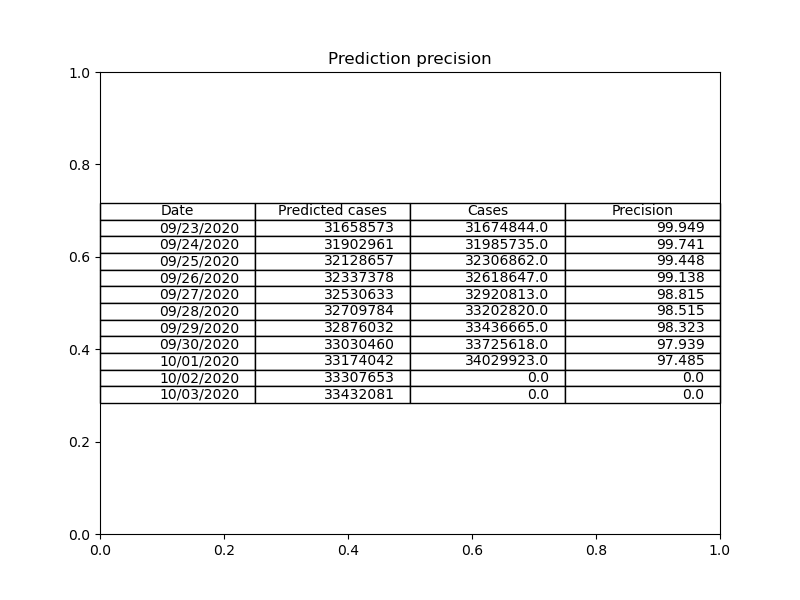 Prediction precision
1.0
0.8
Date Predicted cases Cases Precision
09/23/2020 31658573 31674844.0 99.949
09/24/2020 31902961 31985735.0 99.741
0.6
09/25/2020 32128657 32306862.0 99.448
09/26/2020 32337378 32618647.0 99.138
09/27/2020 32530633 32920813.0 98.815
09/28/2020 32709784 33202820.0 98.515
09/29/2020 32876032 33436665.0 98.323
09/30/2020 33030460 33725618.0 97.939
0.4
10/01/2020 33174042 34029923.0 97.485
10/02/2020 33307653 0.0 0.0
10/03/2020 33432081 0.0 0.0
0.2
0.0
0.0 0.2 0.4 0.6 0.8 1.0